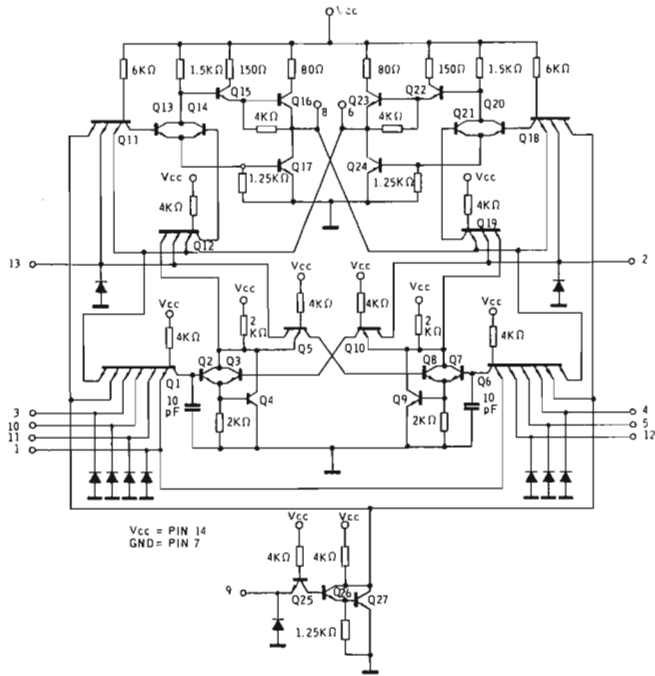 Vcc
6KΩ
1.5KΩ
150Ω
80Ω
80Ω
150Ω
1.5KΩ
6KΩ
Q15
Q22
Q13
Q14
Q16
8
6
Q23
Q21
Q20
4KΩ
4KΩ
Q11
Q18
Q17
Q24
Vcc
1.25KΩ
1.25KΩ
Vcc
4KΩ
4KΩ
Q12
Q19
13
2
Vcc
Vcc
Vcc
Vcc
Vcc
Vcc
4KΩ
2
KΩ
4KΩ
4KΩ
2
KΩ
4KΩ
Q5
Q10
Q1
Q2
Q3
Q8
Q7
Q6
10
pF
Q4
Q9
10
pF
3
4
10
2KΩ
2KΩ
5
11
12
1
Vcc = PIN 14
GND= PIN 7
Vcc
Vcc
4KΩ
4KΩ
9
Q25
Q26
Q27
1.25KΩ